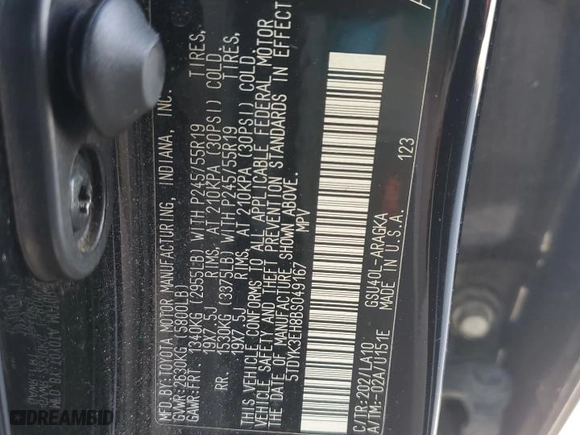 MFD. BY:TOYOTA MOTOR MANUFACTURING, INDIANA, INC.
GVWR:2630KG (5800LB)
GAWR:FRT. 1340KG (2955LB) WITH P245/55R19 TIRES,
19X7.5J RIMS, AT 210KPA (30PSI) COLD
RR. 1530KG (3375LB) WITH P245/55R19 TIRES,
19X7.5J RIMS, AT 210KPA (30PSI) COLD
THIS VEHICLE CONFORMS TO ALL APPLICABLE FEDERAL MOTOR
VEHICLE SAFETY AND THEFT PREVENTION STANDARDS IN EFFECT
ON THE DATE OF MANUFACTURE SHOWN ABOVE.
5TDYK3EH8BS049167 MPV
C/TR:202/LA10 GSU40L-ARAGKA
A/TM:-02A/U151E MADE IN U.S.A.
123
DREAMBID.COM